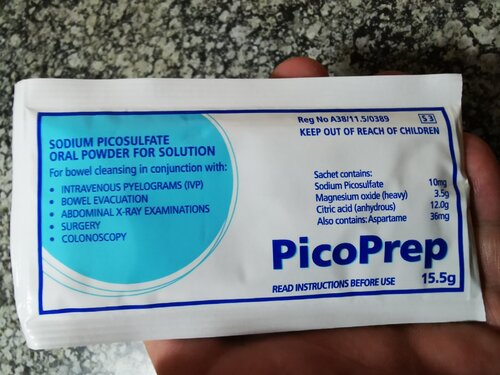 Reg No A38/11.5/0389
S3
KEEP OUT OF REACH OF CHILDREN
SODIUM PICOSULFATE
ORAL POWDER FOR SOLUTION
For bowel cleansing in conjunction with:
• INTRAVENOUS PYELOGRAMS (IVP)
• BOWEL EVACUATION
• ABDOMINAL X-RAY EXAMINATIONS
• SURGERY
• COLONOSCOPY
Sachet contains:
Sodium Picosulfate 10mg
Magnesium oxide (heavy) 3.5g
Citric acid (anhydrous) 12.0g
Also contains: Aspartame 36mg
PicoPrep
READ INSTRUCTIONS BEFORE USE 15.5g